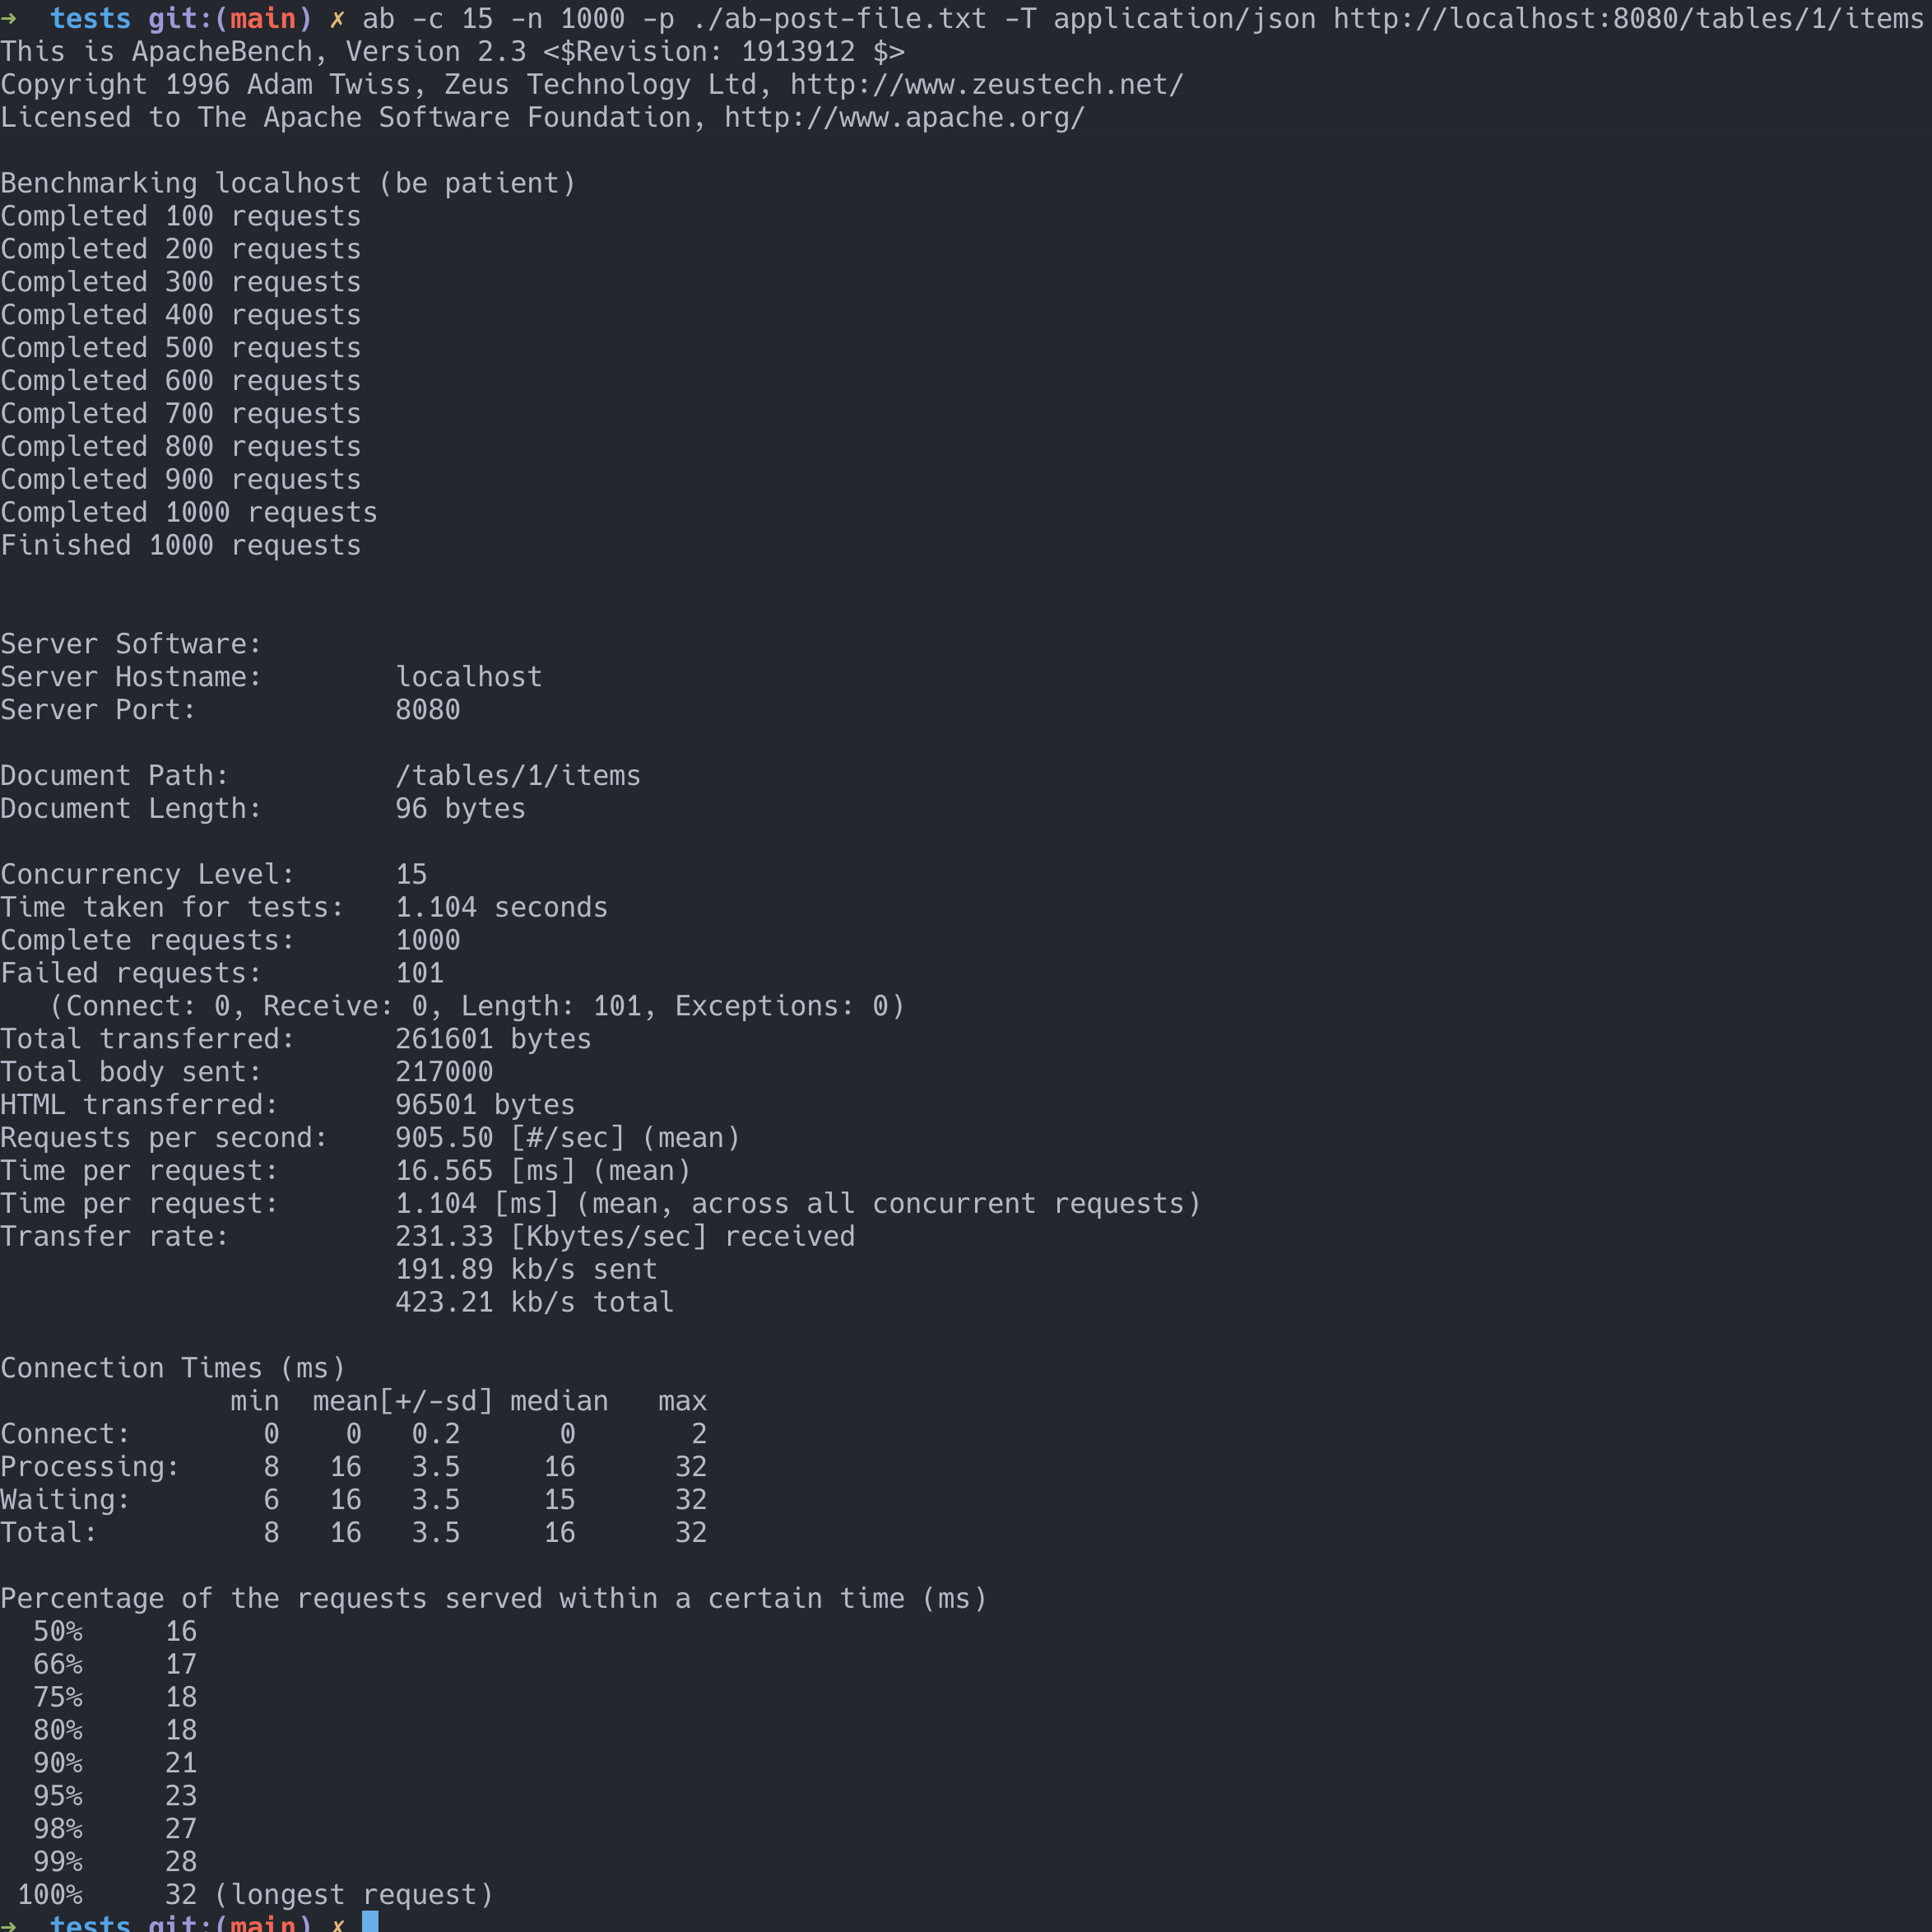 ➜  tests git:(main) ✗ ab -c 15 -n 1000 -p ./ab-post-file.txt -T application/json http://localhost:8080/tables/1/items
This is ApacheBench, Version 2.3 <$Revision: 1913912 $>
Copyright 1996 Adam Twiss, Zeus Technology Ltd, http://www.zeustech.net/
Licensed to The Apache Software Foundation, http://www.apache.org/

Benchmarking localhost (be patient)
Completed 100 requests
Completed 200 requests
Completed 300 requests
Completed 400 requests
Completed 500 requests
Completed 600 requests
Completed 700 requests
Completed 800 requests
Completed 900 requests
Completed 1000 requests
Finished 1000 requests


Server Software:
Server Hostname:        localhost
Server Port:            8080

Document Path:          /tables/1/items
Document Length:        96 bytes

Concurrency Level:      15
Time taken for tests:   1.104 seconds
Complete requests:      1000
Failed requests:        101
   (Connect: 0, Receive: 0, Length: 101, Exceptions: 0)
Total transferred:      261601 bytes
Total body sent:        217000
HTML transferred:       96501 bytes
Requests per second:    905.50 [#/sec] (mean)
Time per request:       16.565 [ms] (mean)
Time per request:       1.104 [ms] (mean, across all concurrent requests)
Transfer rate:          231.33 [Kbytes/sec] received
                        191.89 kb/s sent
                        423.21 kb/s total

Connection Times (ms)
              min  mean[+/-sd] median   max
Connect:        0    0   0.2      0       2
Processing:     8   16   3.5     16      32
Waiting:        6   16   3.5     15      32
Total:          8   16   3.5     16      32

Percentage of the requests served within a certain time (ms)
  50%     16
  66%     17
  75%     18
  80%     18
  90%     21
  95%     23
  98%     27
  99%     28
 100%     32 (longest request)
➜  tests git:(main) ✗